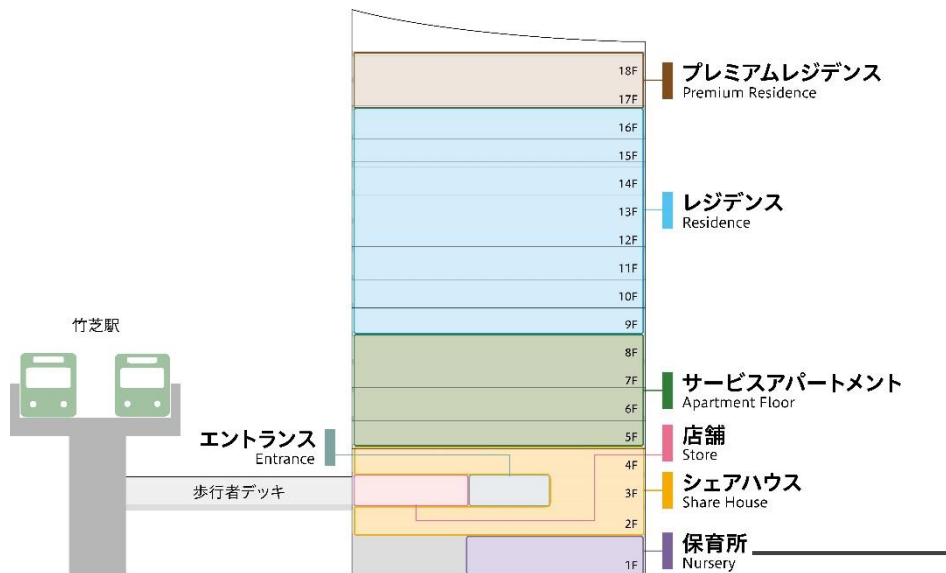 18F
プレミアムレジデンス
Premium Residence
17F
16F
15F
14F
レジデンス
Residence
13F
12F
11F
10F
9F
竹芝駅
8F
7F
サービスアパートメント
Apartment Floor
6F
5F
エントランス
Entrance
店舗
Store
4F
シェアハウス
Share House
歩行者デッキ
3F
2F
保育所
Nursery
1F